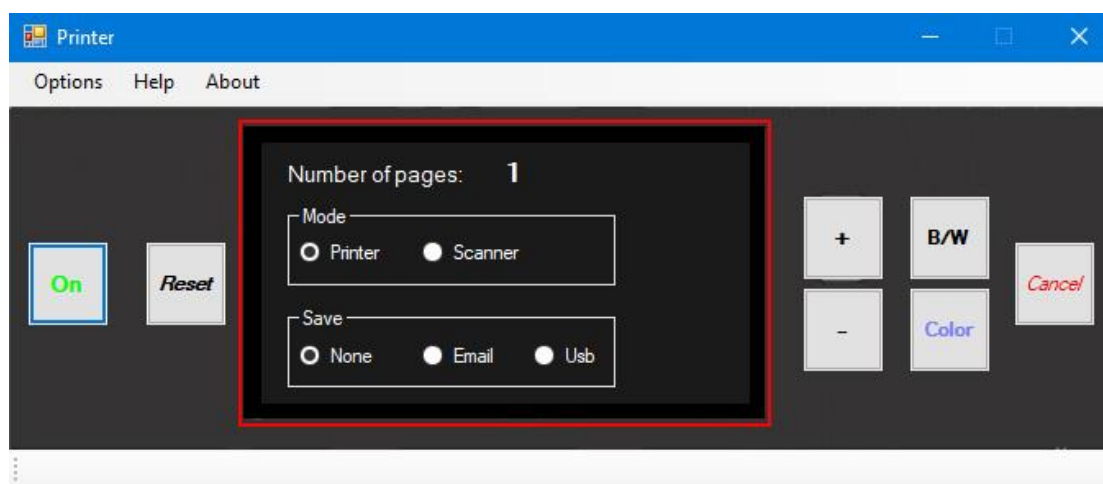 Printer
Options Help About
Number of pages: 1
Mode
Printer Scanner
Save
None Email Usb
On
Reset
+
B/W
-
Color
Cancel